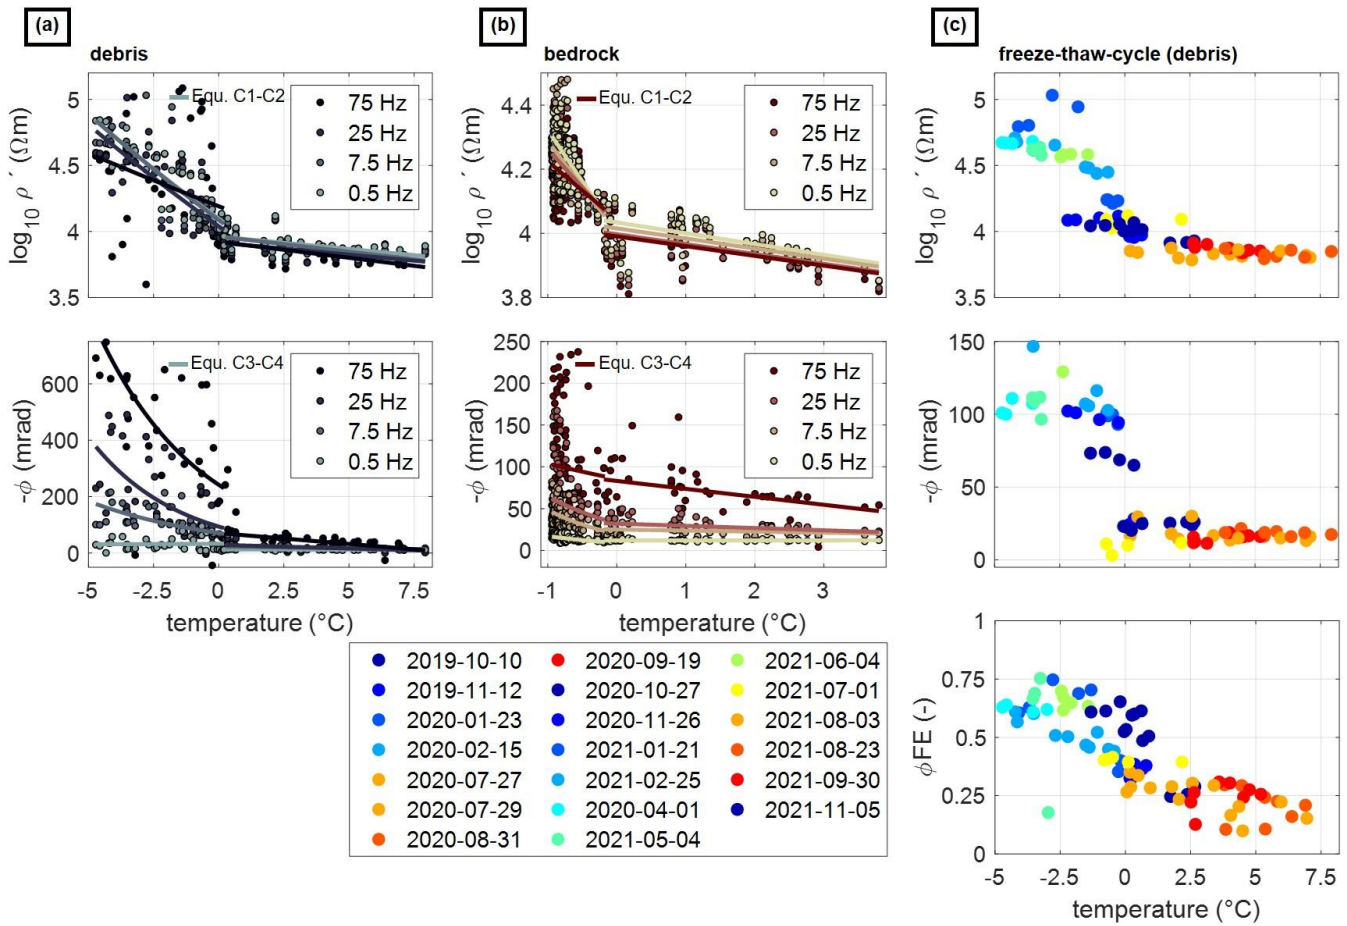 (a)
debris
5
4.5
4
3.5
log10 ρ´ (Ωm)
Equ. C1-C2
75 Hz
25 Hz
7.5 Hz
0.5 Hz
600
400
200
0
-ϕ (mrad)
Equ. C3-C4
75 Hz
25 Hz
7.5 Hz
0.5 Hz
-5 -2.5 0 2.5 5 7.5
temperature (°C)
(b)
bedrock
4.4
4.2
4
3.8
log10 ρ´ (Ωm)
Equ. C1-C2
75 Hz
25 Hz
7.5 Hz
0.5 Hz
250
200
150
100
50
0
-ϕ (mrad)
Equ. C3-C4
75 Hz
25 Hz
7.5 Hz
0.5 Hz
-1 0 1 2 3
temperature (°C)
(c)
freeze-thaw-cycle (debris)
5
4.5
4
3.5
log10 ρ´ (Ωm)
150
100
50
0
-ϕ (mrad)
1
0.75
0.5
0.25
0
ϕFE (-)
-5 -2.5 0 2.5 5 7.5
temperature (°C)
2019-10-10
2019-11-12
2020-01-23
2020-02-15
2020-07-27
2020-07-29
2020-08-31
2020-09-19
2020-10-27
2020-11-26
2021-01-21
2021-02-25
2020-04-01
2021-05-04
2021-06-04
2021-07-01
2021-08-03
2021-08-23
2021-09-30
2021-11-05